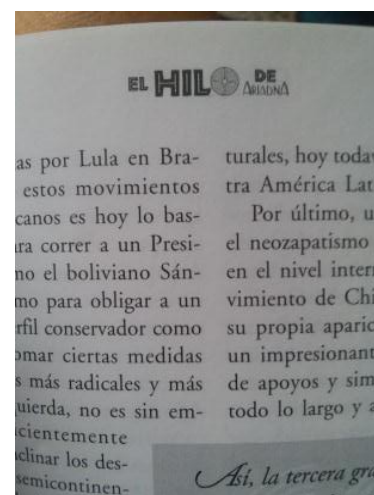 EL HILO DE ARIADNA
as por Lula en Bra-
estos movimientos
canos es hoy lo bas-
ra correr a un Presi-
no el boliviano Sán-
mo para obligar a un
rfil conservador como
omar ciertas medidas
s más radicales y más
uierda, no es sin em-
cientemente
clinar los des-
semicontinen-
turales, hoy toda
tra América Lat
Por último, u
el neozapatismo
en el nivel inter
vimiento de Chi
su propia aparic
un impresionant
de apoyos y sim
todo lo largo y a
Así, la tercera gra